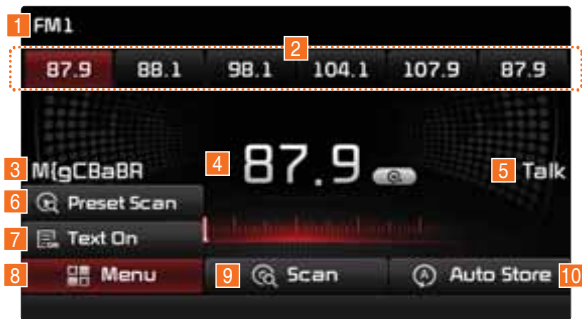 1 FM1
2
87.9 88.1 98.1 104.1 107.9 87.9
3 M{gCBaBR 4 87.9 5 Talk
6 Preset Scan
7 Text On
8 Menu 9 Scan Auto Store 10